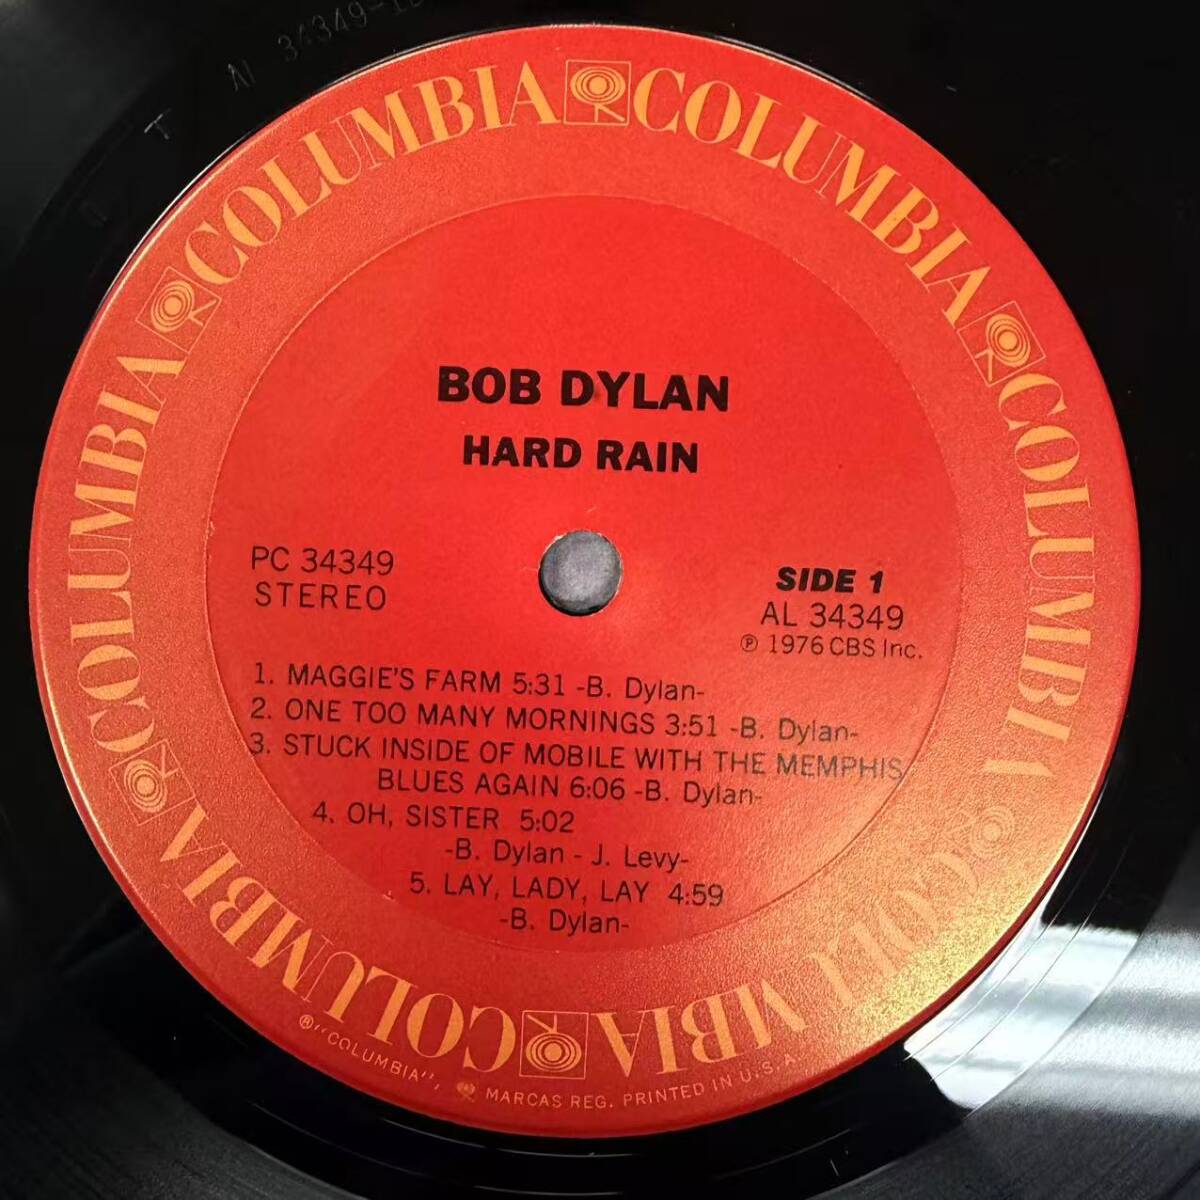 AL 34349-1
COLUMBIA COLUMBIA COLUMBIA COLUMBIA COLUMBIA COLUMBIA
BOB DYLAN
HARD RAIN
PC 34349
STEREO
SIDE 1
AL 34349
℗ 1976 CBS Inc.
1. MAGGIE'S FARM 5:31 -B. Dylan-
2. ONE TOO MANY MORNINGS 3:51 -B. Dylan-
3. STUCK INSIDE OF MOBILE WITH THE MEMPHIS
BLUES AGAIN 6:06 -B. Dylan-
4. OH, SISTER 5:02
-B. Dylan - J. Levy-
5. LAY, LADY, LAY 4:59
-B. Dylan-
®"COLUMBIA", MARCAS REG. PRINTED IN U.S.A.